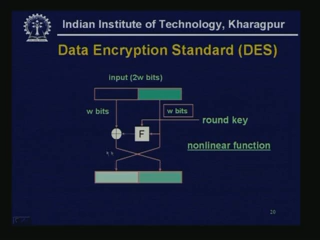 Indian Institute of Technology, Kharagpur
Data Encryption Standard (DES)
input (2w bits)
w bits
w bits
round key
F
nonlinear function
20